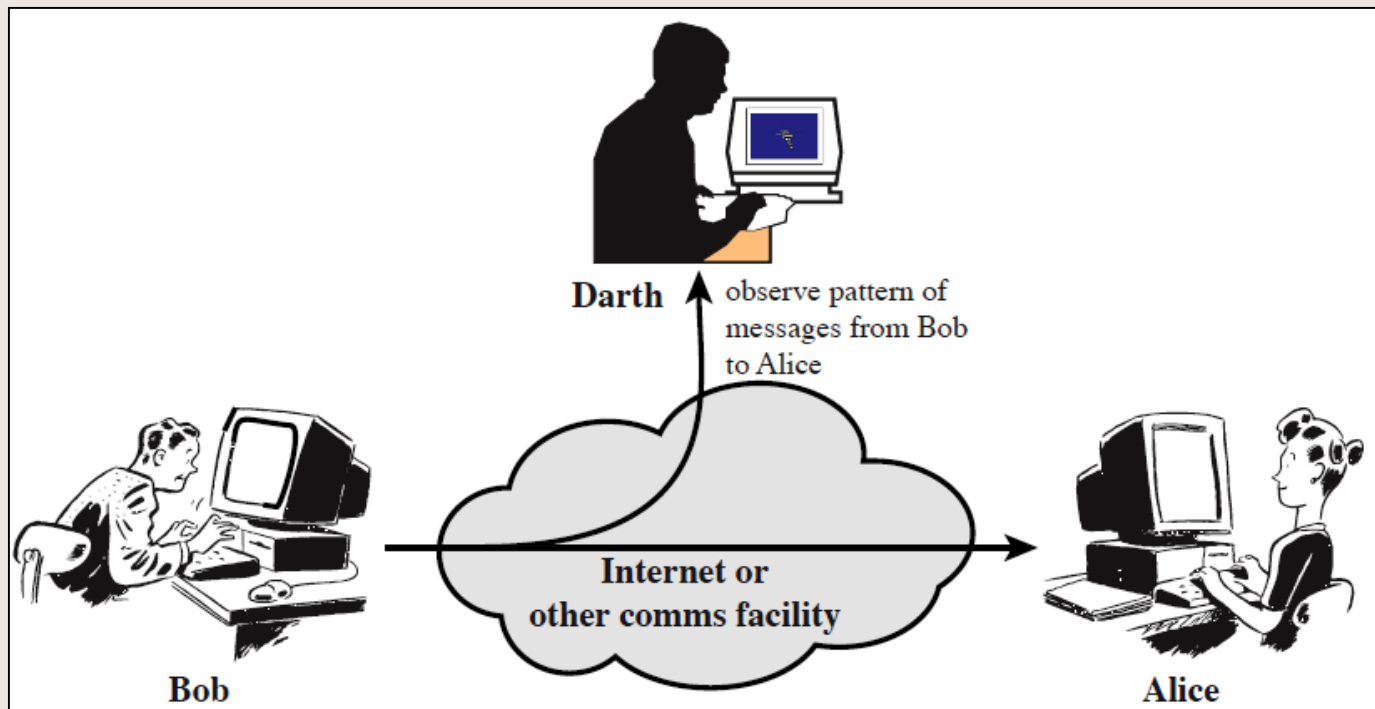 Darth
observe pattern of
messages from Bob
to Alice
Internet or
other comms facility
Bob
Alice